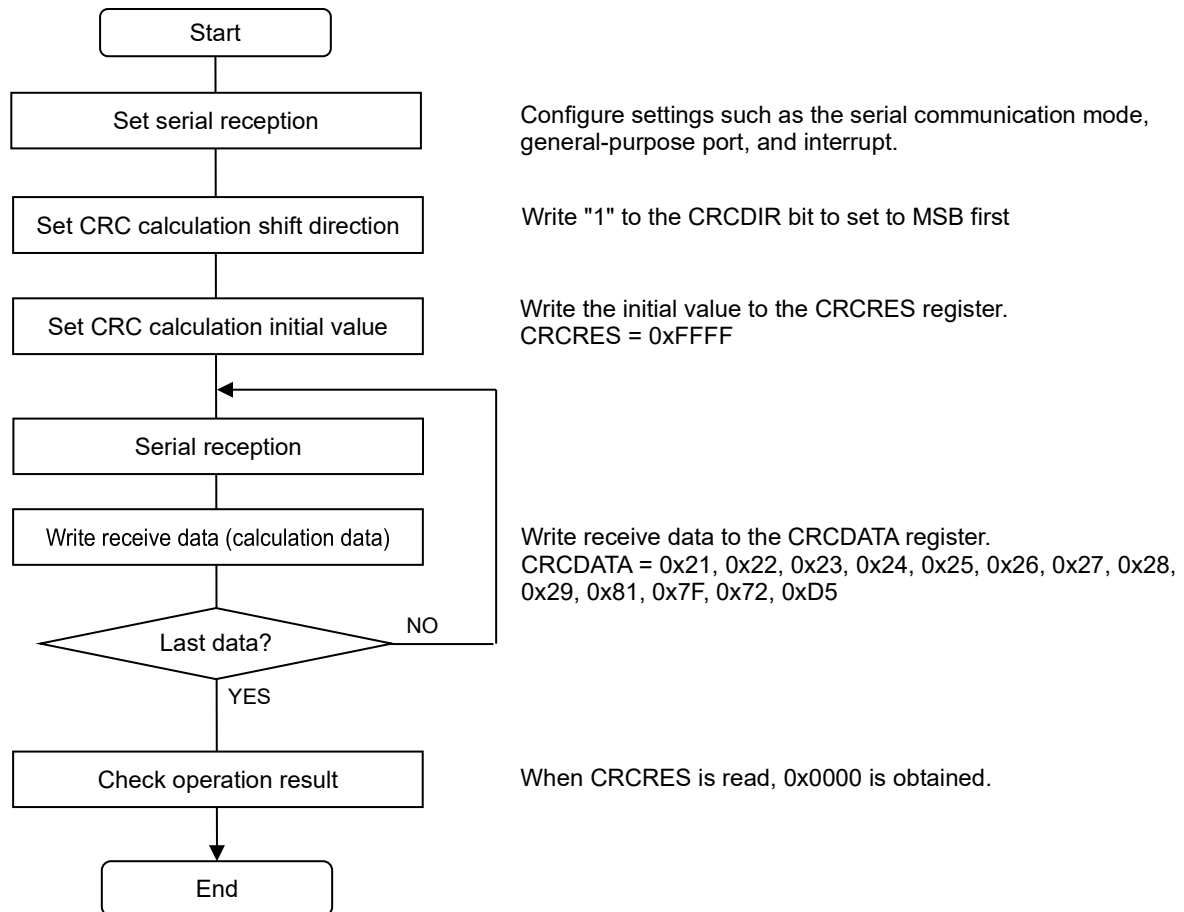 Start
Set serial reception
Configure settings such as the serial communication mode,
general-purpose port, and interrupt.
Set CRC calculation shift direction
Write "1" to the CRCDIR bit to set to MSB first
Set CRC calculation initial value
Write the initial value to the CRCRES register.
CRCRES = 0xFFFF
Serial reception
Write receive data (calculation data)
Write receive data to the CRCDATA register.
CRCDATA = 0x21, 0x22, 0x23, 0x24, 0x25, 0x26, 0x27, 0x28,
0x29, 0x81, 0x7F, 0x72, 0xD5
Last data?
NO
YES
Check operation result
When CRCRES is read, 0x0000 is obtained.
End